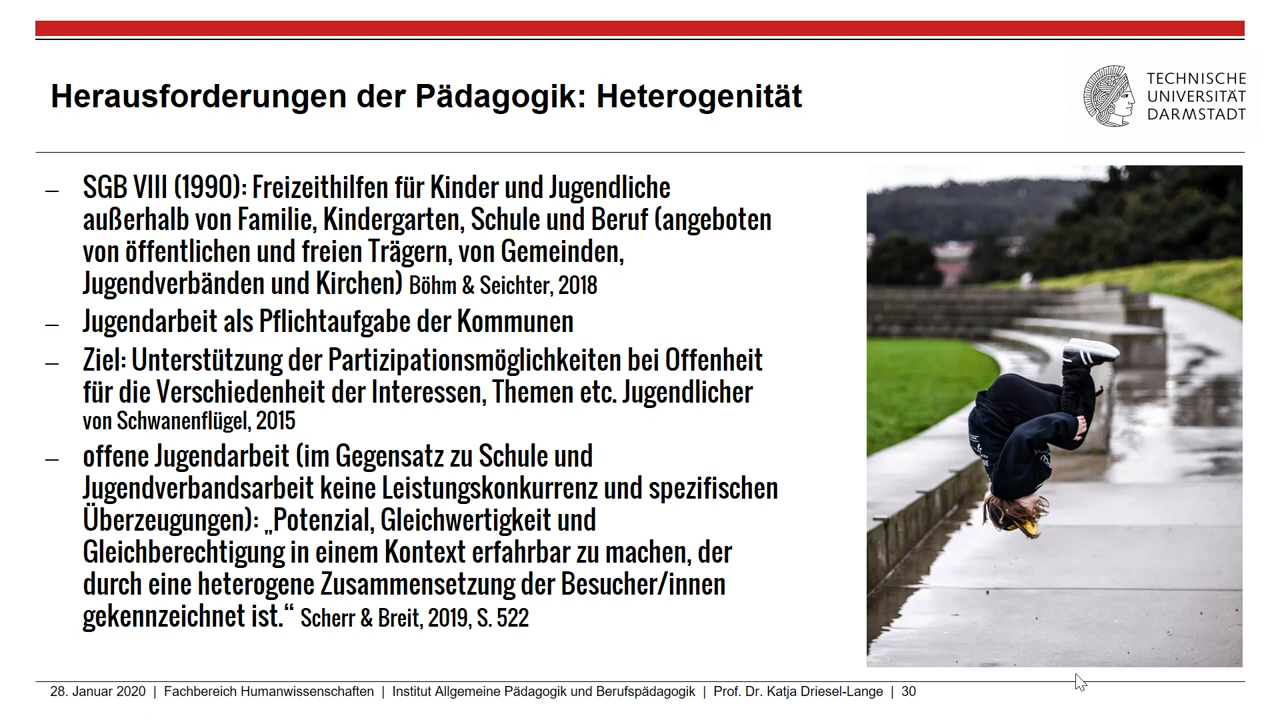 Herausforderungen der Pädagogik: Heterogenität
TECHNISCHE
UNIVERSITÄT
DARMSTADT
– SGB VIII (1990): Freizeithilfen für Kinder und Jugendliche
außerhalb von Familie, Kindergarten, Schule und Beruf (angeboten
von öffentlichen und freien Trägern, von Gemeinden,
Jugendverbänden und Kirchen) Böhm & Seichter, 2018
– Jugendarbeit als Pflichtaufgabe der Kommunen
– Ziel: Unterstützung der Partizipationsmöglichkeiten bei Offenheit
für die Verschiedenheit der Interessen, Themen etc. Jugendlicher
von Schwanenflügel, 2015
– offene Jugendarbeit (im Gegensatz zu Schule und
Jugendverbandsarbeit keine Leistungskonkurrenz und spezifischen
Überzeugungen): „Potenzial, Gleichwertigkeit und
Gleichberechtigung in einem Kontext erfahrbar zu machen, der
durch eine heterogene Zusammensetzung der Besucher/innen
gekennzeichnet ist.“ Scherr & Breit, 2019, S. 522
28. Januar 2020 | Fachbereich Humanwissenschaften | Institut Allgemeine Pädagogik und Berufspädagogik | Prof. Dr. Katja Driesel-Lange | 30